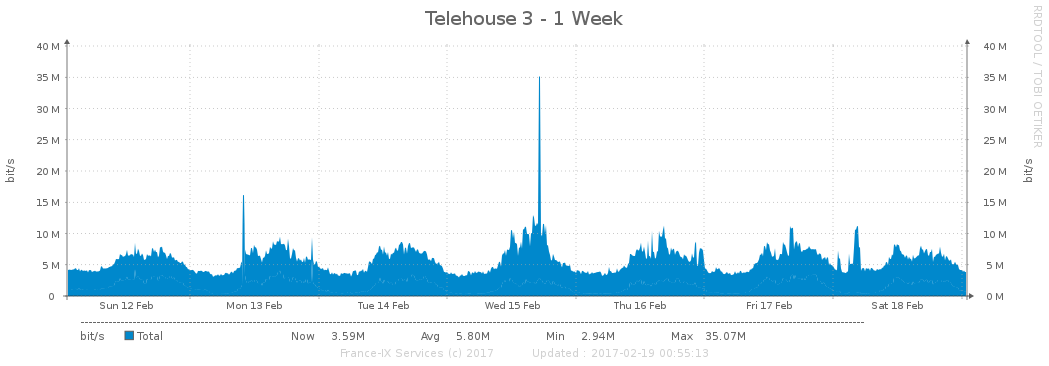 Telehouse 3 - 1 Week
RRDTOOL / TOBI OETIKER
bit/s
40 M 40 M
35 M 35 M
30 M 30 M
25 M 25 M
20 M 20 M
15 M 15 M
10 M 10 M
5 M 5 M
0 0 M
bit/s
Sun 12 Feb Mon 13 Feb Tue 14 Feb Wed 15 Feb Thu 16 Feb Fri 17 Feb Sat 18 Feb
bit/s Total Now 3.59M Avg 5.80M Min 2.94M Max 35.07M
France-IX Services (c) 2017 Updated : 2017-02-19 00:55:13